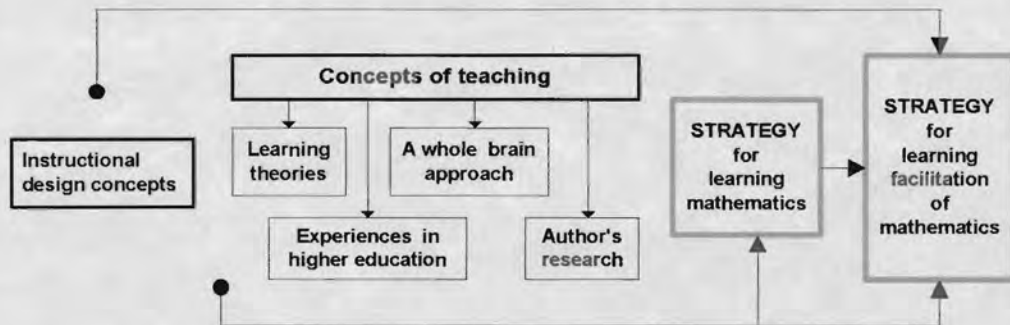 Concepts of teaching
Instructional
design concepts
Learning
theories
A whole brain
approach
Experiences in
higher education
Author's
research
STRATEGY
for
learning
mathematics
STRATEGY
for
learning
facilitation
of
mathematics